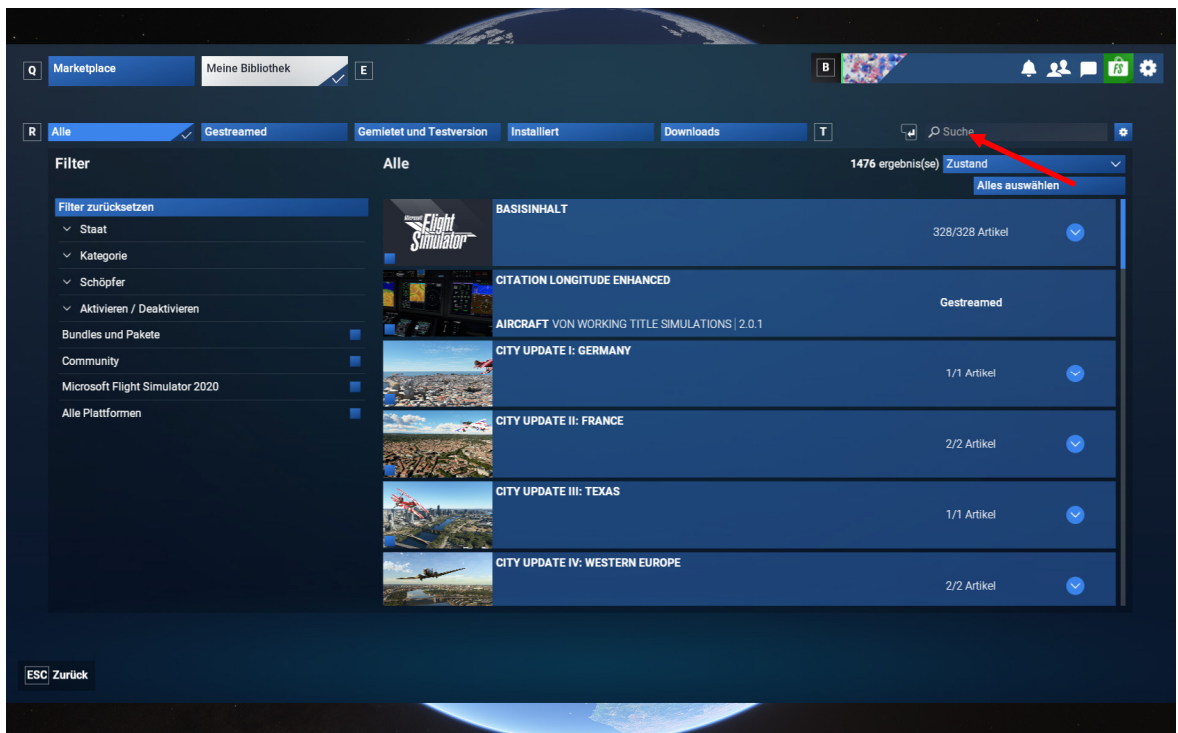 Q Marketplace Meine Bibliothek E B FS
R Alle Gestreamed Gemietet und Testversion Installiert Downloads T Suche
Filter Alle 1476 ergebnis(se) Zustand
Alles auswählen
Filter zurücksetzen
Staat
Kategorie
Schöpfer
Aktivieren / Deaktivieren
Bundles und Pakete
Community
Microsoft Flight Simulator 2020
Alle Plattformen
Microsoft Flight Simulator
BASISINHALT
328/328 Artikel
CITATION LONGITUDE ENHANCED
Gestreamed
AIRCRAFT VON WORKING TITLE SIMULATIONS | 2.0.1
CITY UPDATE I: GERMANY
1/1 Artikel
CITY UPDATE II: FRANCE
2/2 Artikel
CITY UPDATE III: TEXAS
1/1 Artikel
CITY UPDATE IV: WESTERN EUROPE
2/2 Artikel
ESC Zurück